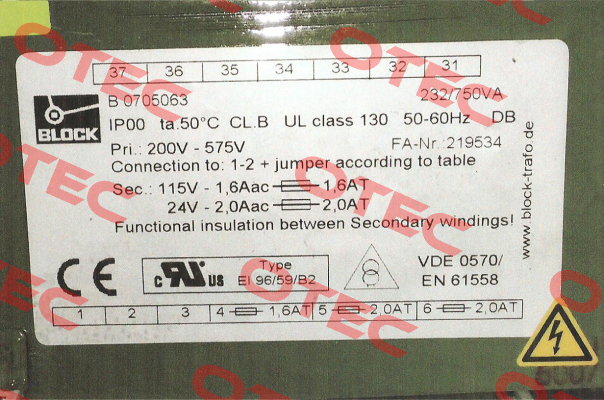 37 36 35 34 33 32 31
BLOCK
B 0705063 232/750VA
IP00 ta.50°C CL.B UL class 130 50-60Hz DB
Pri.: 200V - 575V FA-Nr.:219534
Connection to: 1-2 + jumper according to table
Sec.: 115V - 1,6Aac 1,6AT
24V - 2,0Aac 2,0AT
Functional insulation between Secondary windings!
www.block-trafo.de
CE
c RU US
Type
EI 96/59/B2
VDE 0570/
EN 61558
1 2 3 4 1,6AT 5 2,0AT 6 2,0AT
OTEC
OTEC
OTEC
OTEC
OTEC
OTEC
OTEC